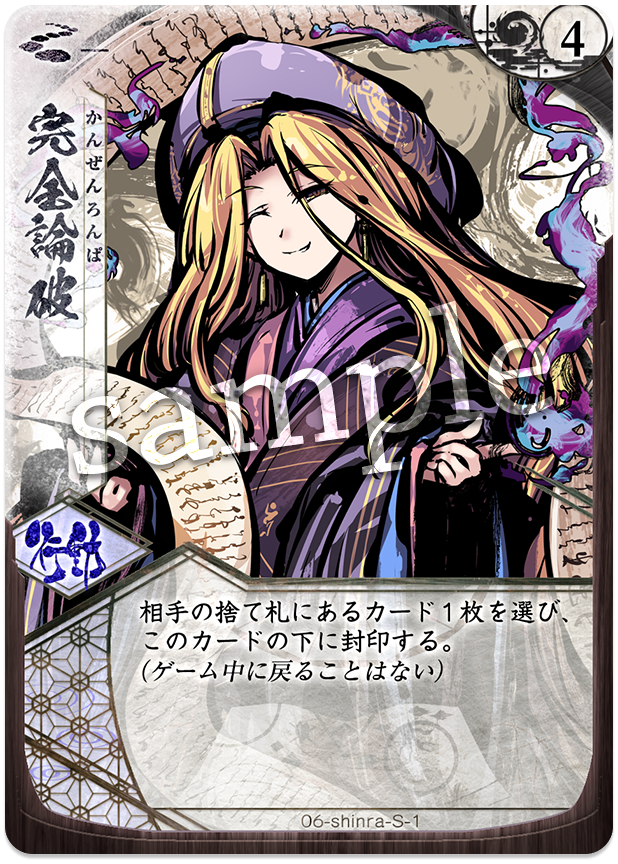 4
完全論破
かんぜんろんぱ
sample
行動
相手の捨て札にあるカード１枚を選び、
このカードの下に封印する。
(ゲーム中に戻ることはない)
06-shinra-S-1